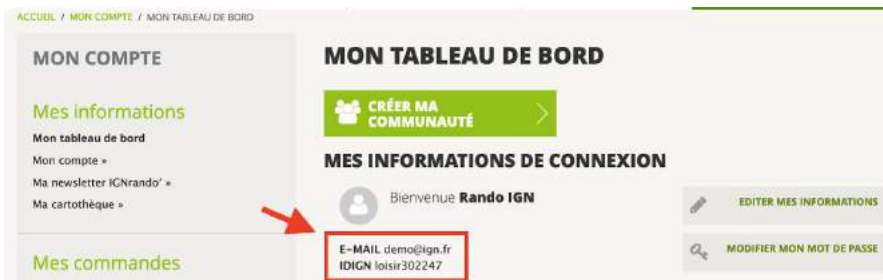 ACCUEIL / MON COMPTE / MON TABLEAU DE BORD
MON COMPTE
Mes informations
Mon tableau de bord
Mon compte »
Ma newsletter IGNrando' »
Ma cartothèque »
Mes commandes
MON TABLEAU DE BORD
CRÉER MA
COMMUNAUTÉ
MES INFORMATIONS DE CONNEXION
Bienvenue Rando IGN
E-MAIL demo@ign.fr
IDIGN loisir302247
EDITER MES INFORMATIONS
MODIFIER MON MOT DE PASSE